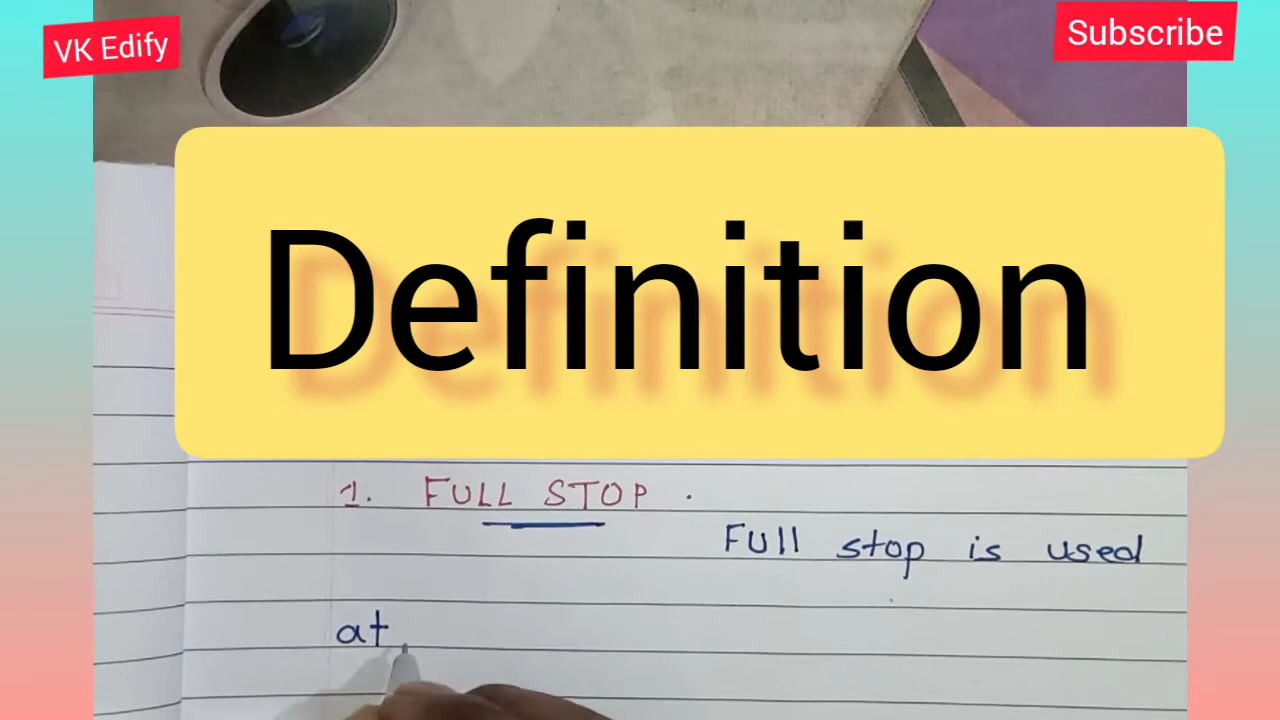 VK Edify
Subscribe
Definition
1. FULL STOP .
Full stop is used
at